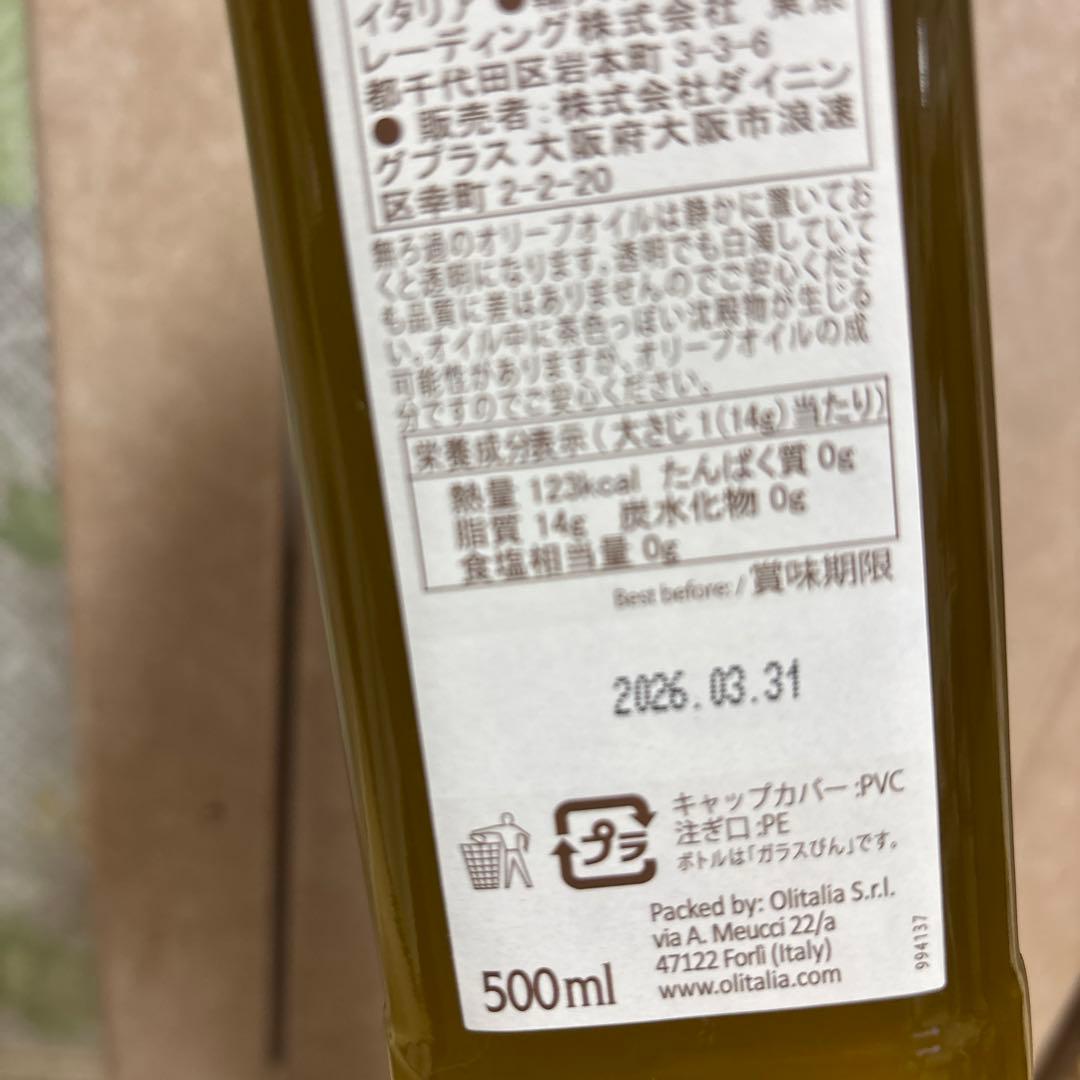 イタリア ●
レーディング株式会社 東京
都千代田区岩本町 3-3-6
● 販売者:株式会社ダイニン
グプラス 大阪府大阪市浪速
区幸町 2-2-20
無ろ過のオリーブオイルは静かに置いてお
くと透明になります。透明でも白濁していて
も品質に差はありませんのでご安心くださ
い。オイル中に茶色っぽい沈殿物が生じる
可能性がありますが、オリーブオイルの成
分ですのでご安心ください。
栄養成分表示(大さじ1(14g)当たり)
熱量 123kcal たんぱく質 0g
脂質 14g 炭水化物 0g
食塩相当量 0g
Best before: / 賞味期限
2026.03.31
キャップカバー:PVC
プラ 注ぎ口:PE
ボトルは「ガラスびん」です。
Packed by: Olitalia S.r.l.
via A. Meucci 22/a
47122 Forlì (Italy)
www.olitalia.com
500ml
994137